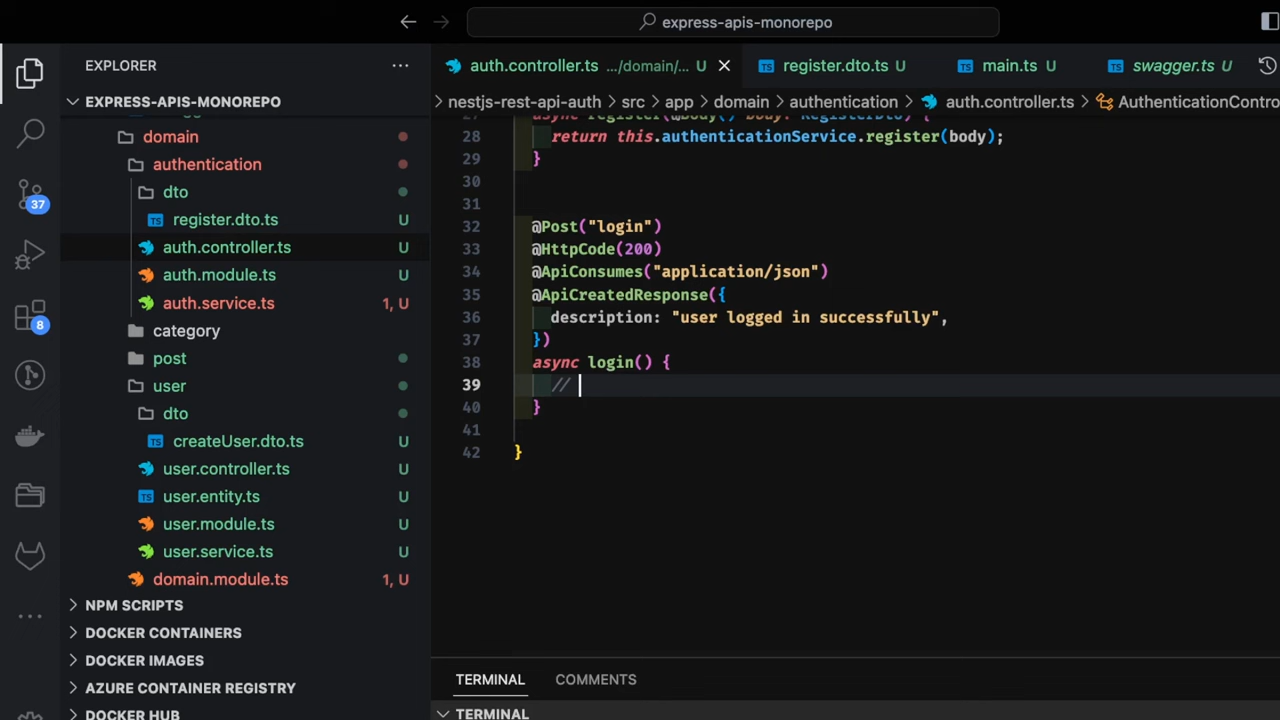 express-apis-monorepo
EXPLORER
auth.controller.ts .../domain/... U
register.dto.ts U
main.ts U
swagger.ts U
EXPRESS-APIS-MONOREPO
nestjs-rest-api-auth > src > app > domain > authentication > auth.controller.ts > AuthenticationContro
domain
authentication
dto
register.dto.ts U
auth.controller.ts U
auth.module.ts U
auth.service.ts 1, U
category
post
user
dto
createUser.dto.ts U
user.controller.ts U
user.entity.ts U
user.module.ts U
user.service.ts U
domain.module.ts 1, U
NPM SCRIPTS
DOCKER CONTAINERS
DOCKER IMAGES
AZURE CONTAINER REGISTRY
DOCKER HUB
37
8
27 async register(@Body() body: RegisterDto) {
28 return this.authenticationService.register(body);
29 }
30
31
32 @Post("login")
33 @HttpCode(200)
34 @ApiConsumes("application/json")
35 @ApiCreatedResponse({
36 description: "user logged in successfully",
37 })
38 async login() {
39 //
40 }
41
42 }
TERMINAL
COMMENTS
TERMINAL